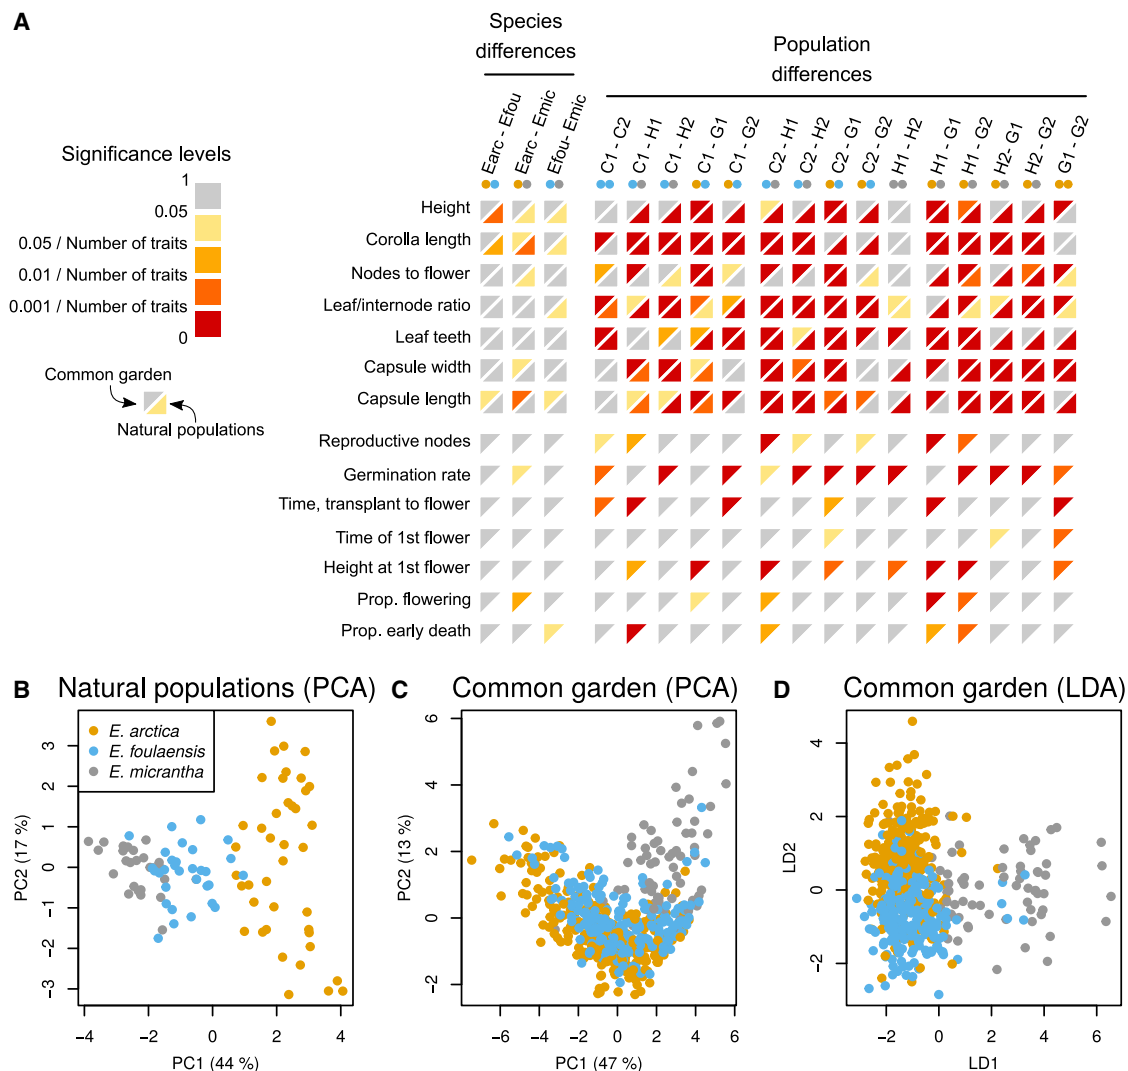 A
Species
differences
Population
differences
Earc - Efou
Earc - Emic
Efou- Emic
C1 - C2
C1 - H1
C1 - H2
C1 - G1
C1 - G2
C2 - H1
C2 - H2
C2 - G1
C2 - G2
H1 - H2
H1 - G1
H1 - G2
H2 - G1
H2 - G2
G1 - G2
Significance levels
1
0.05
0.05 / Number of traits
0.01 / Number of traits
0.001 / Number of traits
0
Common garden
Natural populations
Height
Corolla length
Nodes to flower
Leaf/internode ratio
Leaf teeth
Capsule width
Capsule length
Reproductive nodes
Germination rate
Time, transplant to flower
Time of 1st flower
Height at 1st flower
Prop. flowering
Prop. early death
B Natural populations (PCA)
E. arctica
E. foulaensis
E. micrantha
PC2 (17 %)
3
2
1
0
−1
−2
−3
−4 −2 0 2 4
PC1 (44 %)
C Common garden (PCA)
PC2 (13 %)
6
4
2
0
−2
−6 −4 −2 0 2 4 6
PC1 (47 %)
D Common garden (LDA)
LD2
4
2
0
−2
−2 0 2 4 6
LD1